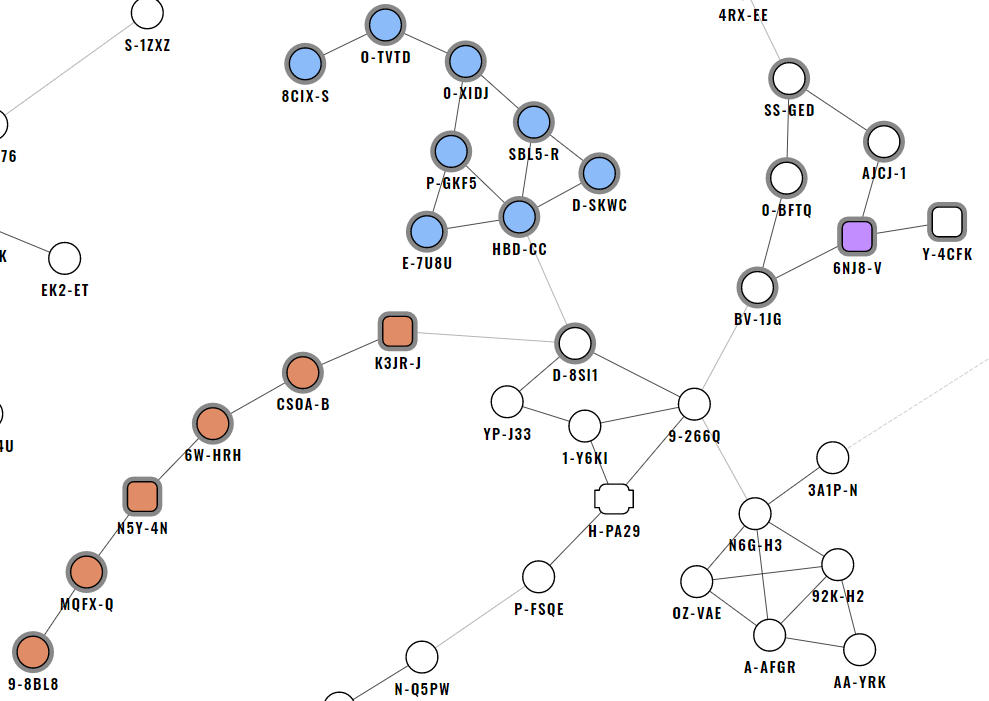 4RX-EE
S-1ZXZ
O-TVTD
8CIX-S
0-XIDJ
SS-GED
76
SBL5-R
AJCJ-1
P-GKF5
D-SKWC
0-BFTQ
HBD-CC
Y-4CFK
K
E-7U8U
6NJ8-V
EK2-ET
BV-1JG
K3JR-J
D-8SI1
CSOA-B
YP-J33
9-266Q
4U
6W-HRH
1-Y6KI
3A1P-N
N5Y-4N
H-PA29
N6G-H3
92K-H2
MQFX-Q
P-FSQE
OZ-VAE
A-AFGR
9-8BL8
N-Q5PW
AA-YRK